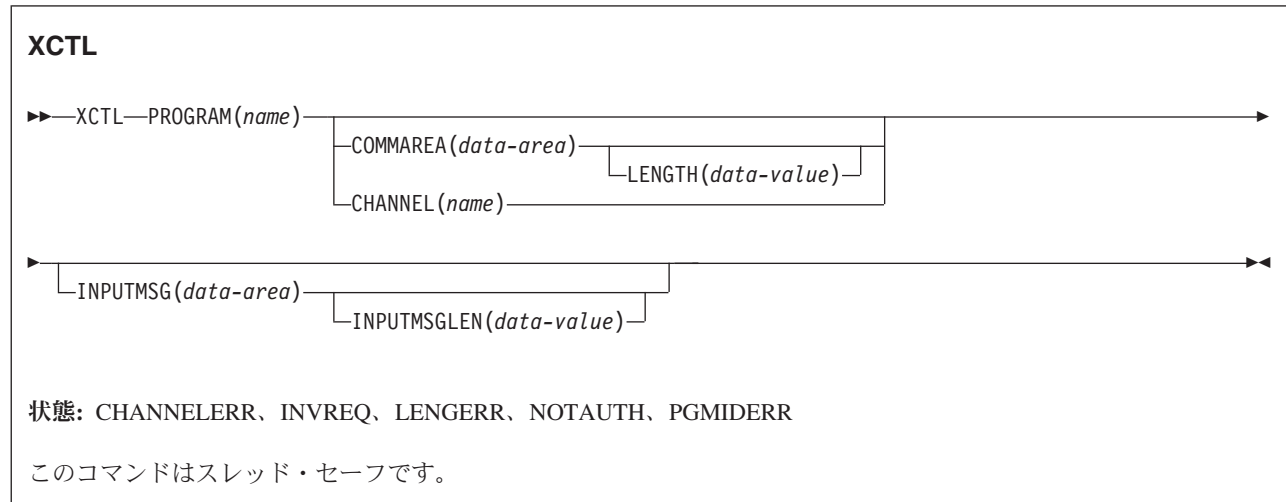 XCTL
XCTL PROGRAM(name)
COMMAREA(data-area)
LENGTH(data-value)
CHANNEL(name)
INPUTMSG(data-area)
INPUTMSGLEN(data-value)
状態: CHANNELERR、INVREQ、LENGERR、NOTAUTH、PGMIDERR
このコマンドはスレッド・セーフです。